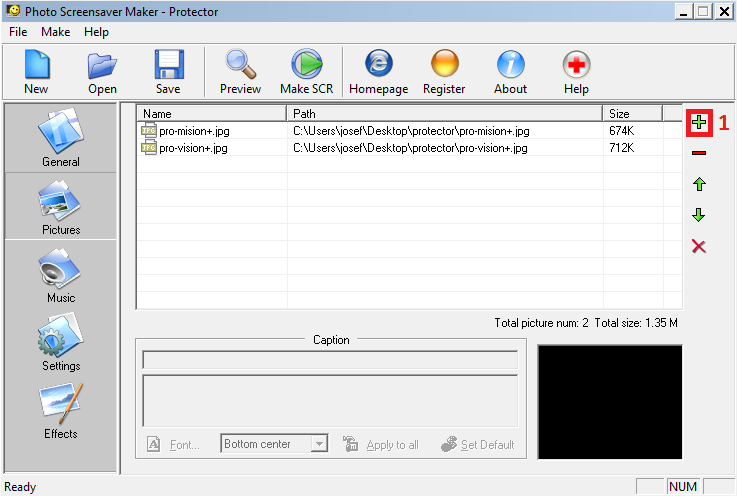 Photo Screensaver Maker - Protector
File Make Help
New Open Save Preview Make SCR Homepage Register About Help
General
Pictures
Music
Settings
Effects
Name Path Size
JPG pro-mision+.jpg C:\Users\josef\Desktop\protector\pro-mision+.jpg 674K
JPG pro-vision+.jpg C:\Users\josef\Desktop\protector\pro-vision+.jpg 712K
1
Total picture num: 2 Total size: 1.35 M
Caption
A Font... Bottom center Apply to all Set Default
Ready NUM